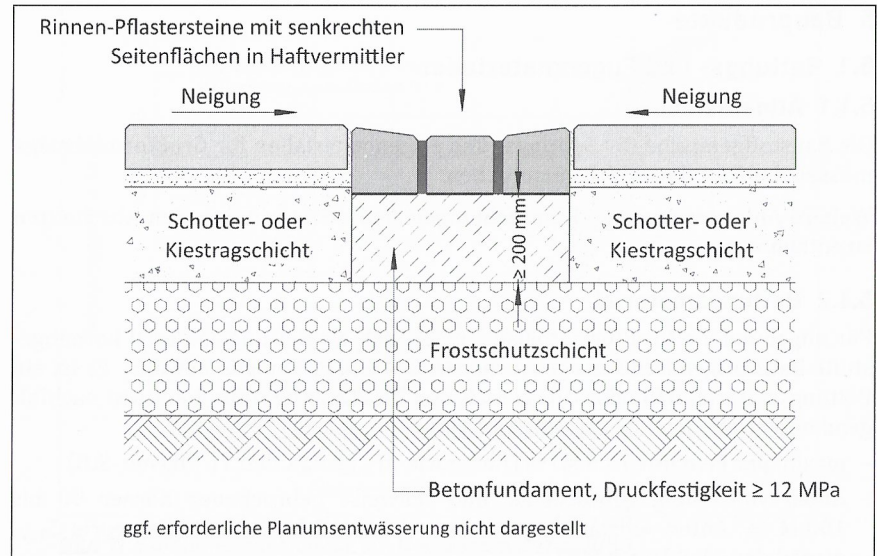 Rinnen-Pflastersteine mit senkrechten
Seitenflächen in Haftvermittler
Neigung
Neigung
Schotter- oder
Kiestragschicht
≥ 200 mm
Schotter- oder
Kiestragschicht
Frostschutzschicht
Betonfundament, Druckfestigkeit ≥ 12 MPa
ggf. erforderliche Planumsentwässerung nicht dargestellt